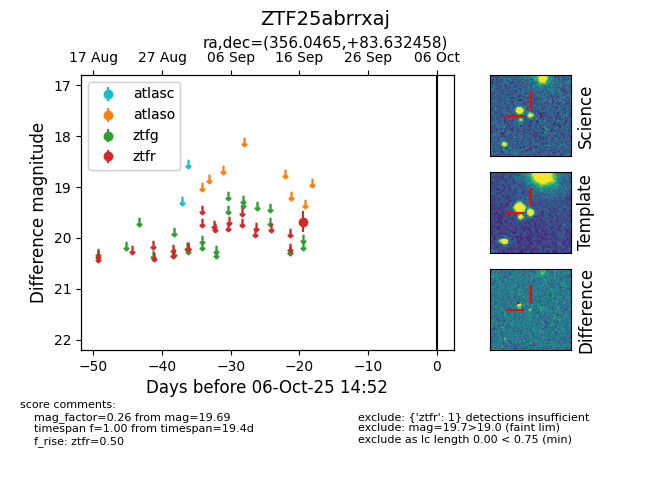 ZTF25abrrxaj
ra,dec=(356.0465,+83.632458)
17 Aug 27 Aug 06 Sep 16 Sep 26 Sep 06 Oct
atlasc
atlaso
ztfg
ztfr
17
18
19
20
21
22
Difference magnitude
−50 −40 −30 −20 −10 0
Days before 06-Oct-25 14:52
Science
Template
Difference
score comments:
mag_factor=0.26 from mag=19.69
timespan f=1.00 from timespan=19.4d
f_rise: ztfr=0.50
exclude: {'ztfr': 1} detections insufficient
exclude: mag=19.7>19.0 (faint lim)
exclude as lc length 0.00 < 0.75 (min)